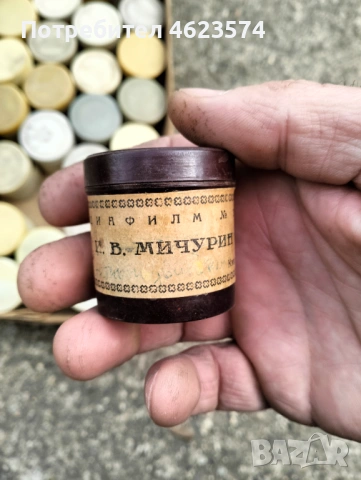 Потребител 4623574
ИАФИЛМ №
В. МИЧУРИН
BAZAR